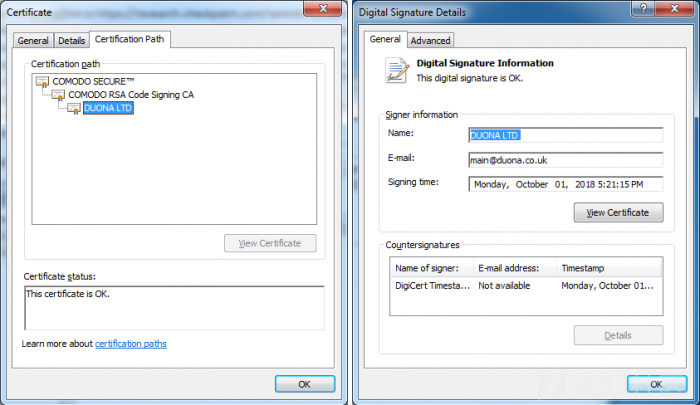 Certificate
General
Details
Certification Path
Certification path
COMODO SECURE™
COMODO RSA Code Signing CA
DUONA LTD
View Certificate
Certificate status:
This certificate is OK.
Learn more about certification paths
OK
Digital Signature Details
?
General
Advanced
Digital Signature Information
This digital signature is OK.
Signer information
Name:
DUONA LTD
E-mail:
main@duona.co.uk
Signing time:
Monday, October 01, 2018 5:21:15 PM
View Certificate
Countersignatures
Name of signer: E-mail address: Timestamp
DigiCert Timesta... Not available Monday, October 01...
Details
OK